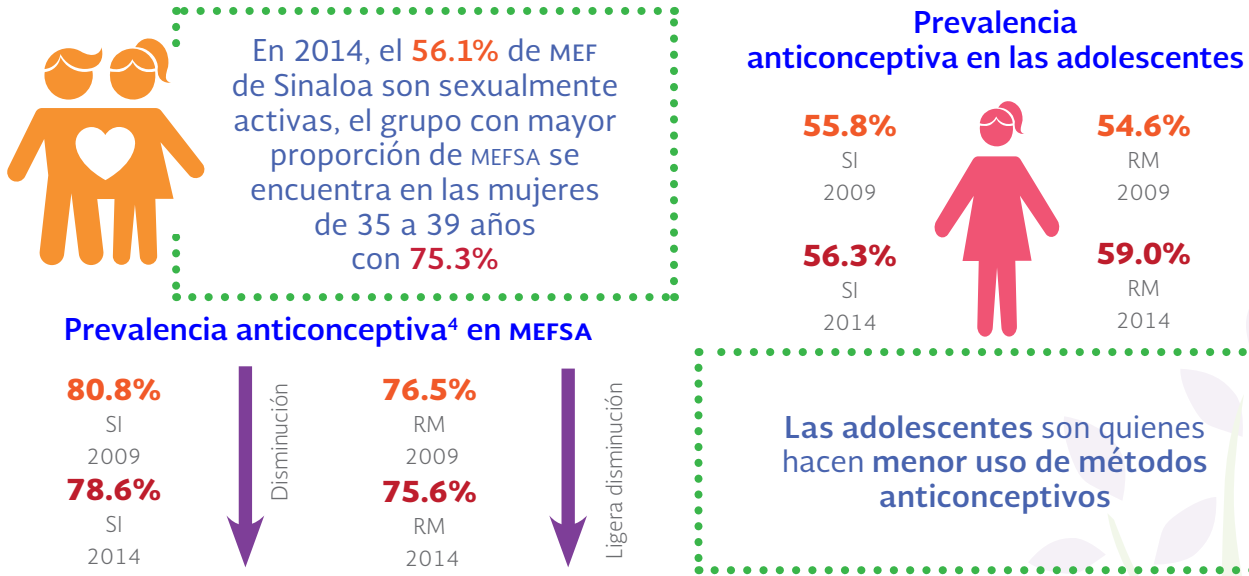 En 2014, el 56.1% de MEF
de Sinaloa son sexualmente
activas, el grupo con mayor
proporción de MEFSA se
encuentra en las mujeres
de 35 a 39 años
con 75.3%
Prevalencia anticonceptiva⁴ en MEFSA
80.8%
SI
2009
78.6%
SI
2014
Disminución
76.5%
RM
2009
75.6%
RM
2014
Ligera disminución
Prevalencia
anticonceptiva en las adolescentes
55.8%
SI
2009
54.6%
RM
2009
56.3%
SI
2014
59.0%
RM
2014
Las adolescentes son quienes
hacen menor uso de métodos
anticonceptivos